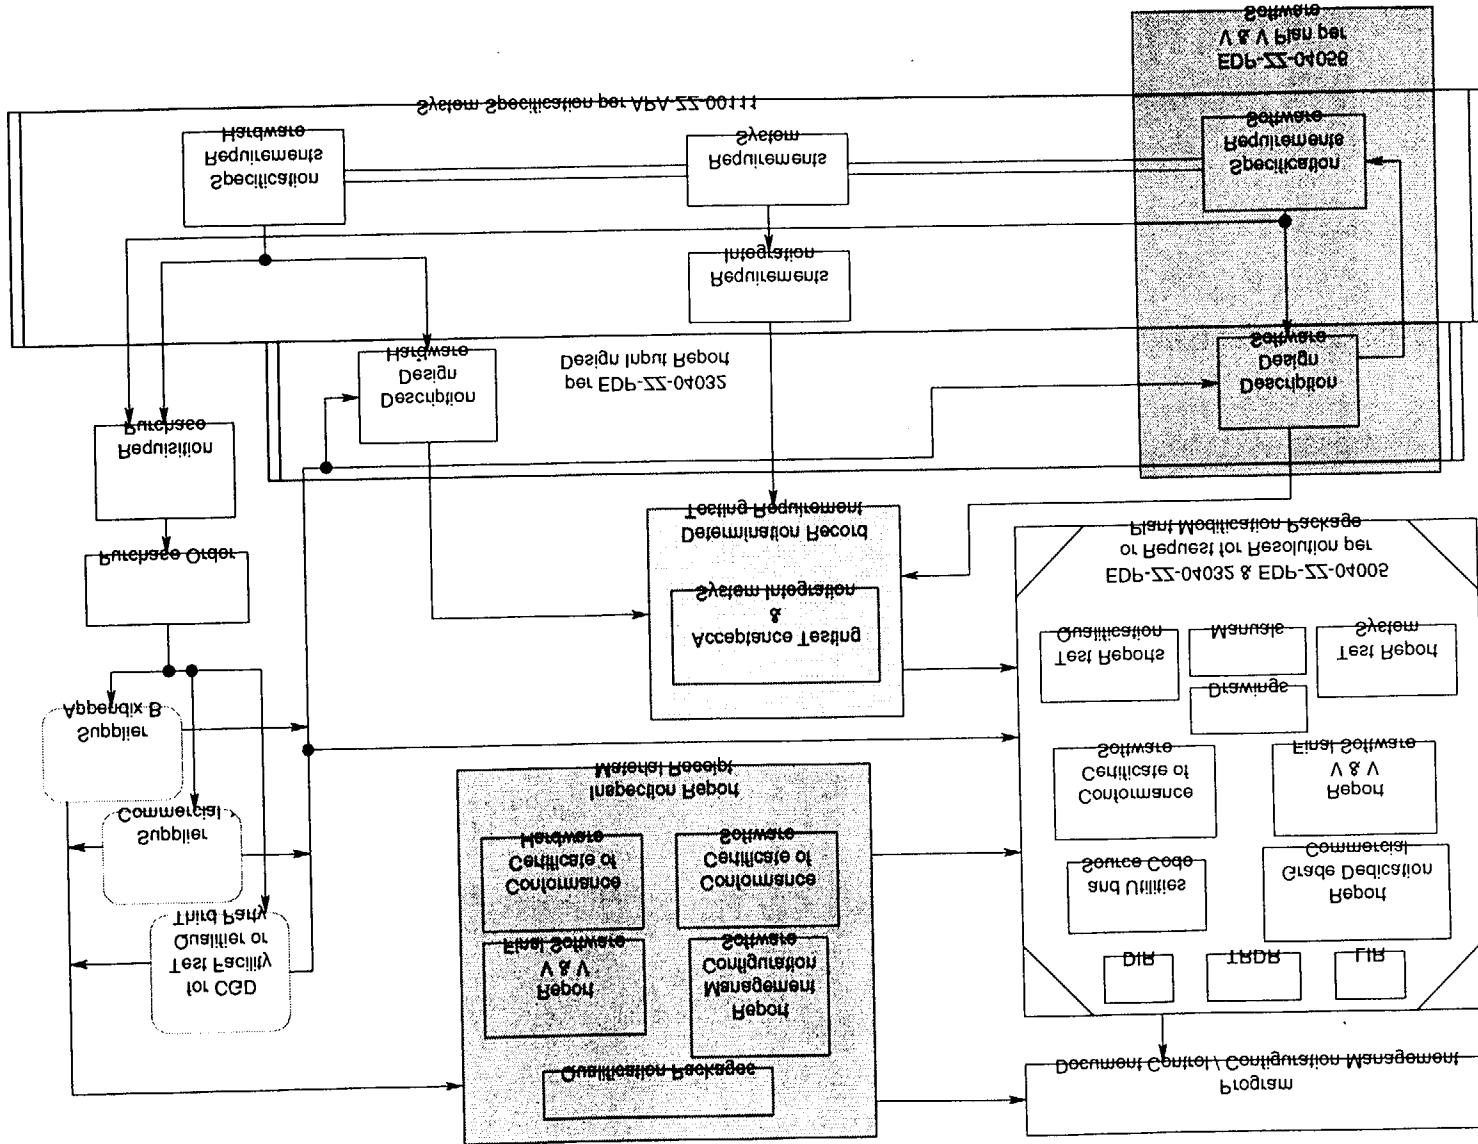 Software
V & V Plan per
EDP-ZZ-04056
System Specification per APA-ZZ-00111
Hardware
Requirements
Specification
System
Requirements
Software
Requirements
Specification
Integration
Requirements
Hardware
Design
Description
Design Input Report
per EDP-ZZ-04032
Software
Design
Description
Purchase
Requisition
Purchase Order
Testing Requirement
Determination Record
System Integration
&
Acceptance Testing
Plant Modification Package
or Request for Resolution per
EDP-ZZ-04032 & EDP-ZZ-04005
Qualification
Test Reports
Manuals
System
Test Report
Drawings
Software
Certificate of
Conformance
Final Software
V & V
Report
Source Code
and Utilities
Commercial
Grade Dedication
Report
DIR
TRDR
LIR
Appendix B
Supplier
Commercial
Supplier
Third Party
Qualifier or
Test Facility
for CGD
Material Receipt
Inspection Report
Hardware
Certificate of
Conformance
Software
Certificate of
Conformance
Final Software
V & V
Report
Software
Configuration
Management
Report
Qualification Packages
Document Control / Configuration Management
Program